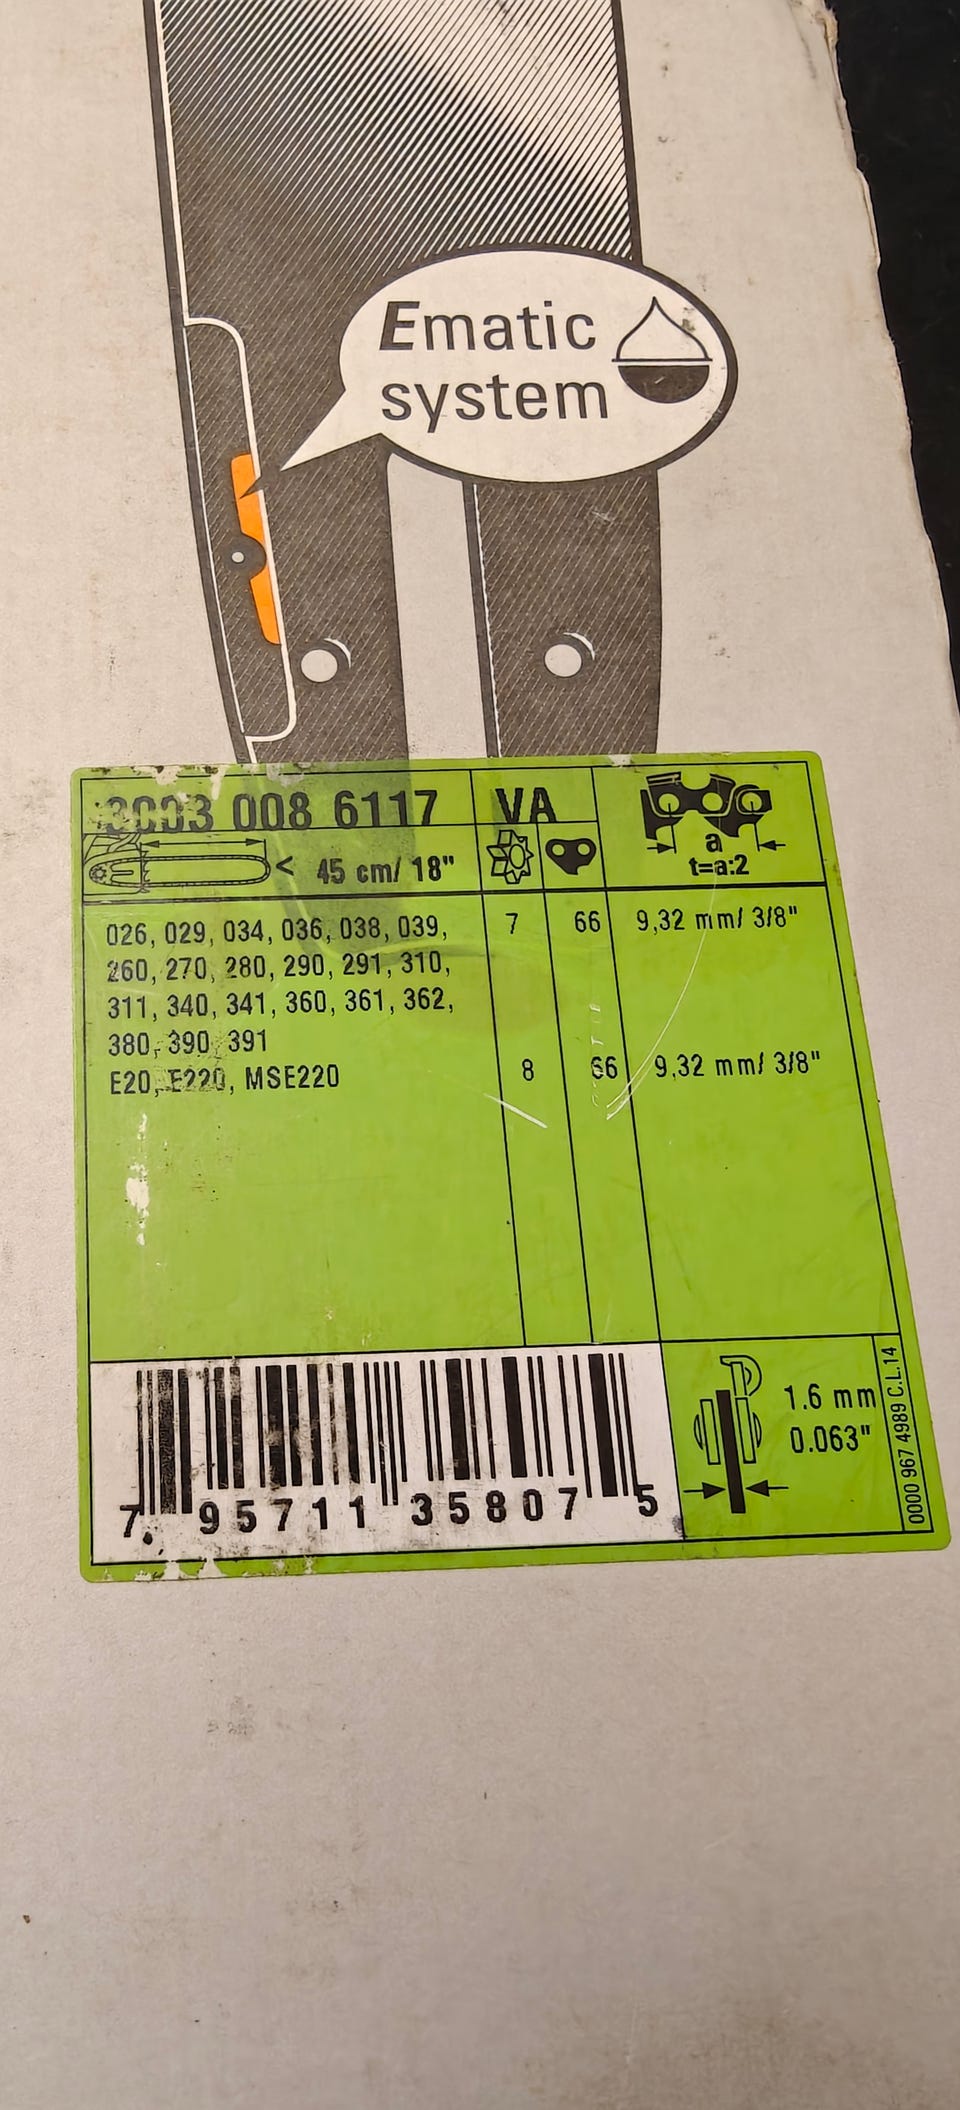 Ematic
system
3003 008 6117 VA
a
t=a:2
< 45 cm/ 18"
026, 029, 034, 036, 038, 039, 7 66 9,32 mm/ 3/8"
260, 270, 280, 290, 291, 310,
311, 340, 341, 360, 361, 362,
380, 390, 391
E20, E220, MSE220 8 66 9,32 mm/ 3/8"
1.6 mm
0.063"
0000 967 4989 C.L.14
7 95711 35807 5